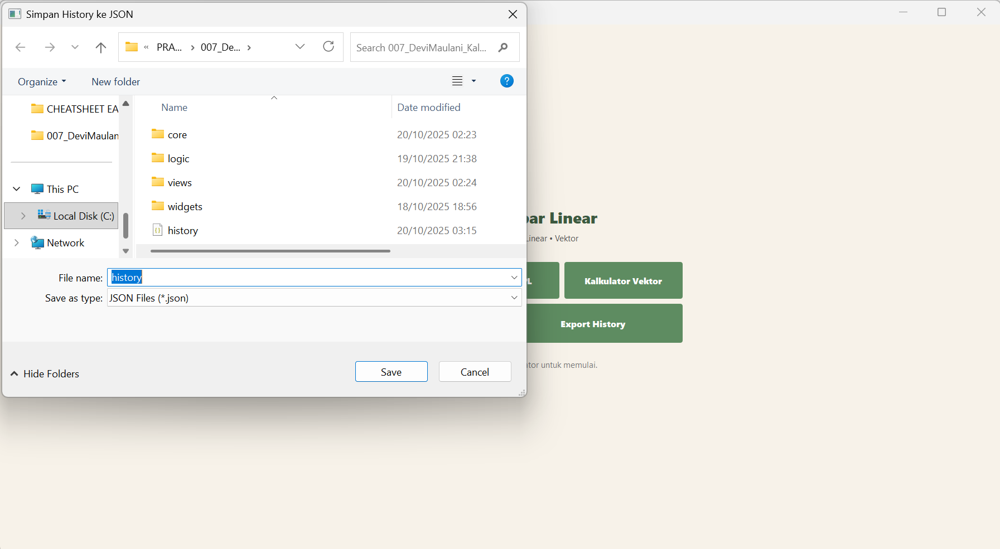 Simpan History ke JSON
« PRA... › 007_De... ›
Search 007_DeviMaulani_Kal...
Organize
New folder
?
CHEATSHEET EA
007_DeviMaulan
This PC
Local Disk (C:)
Network
Name
Date modified
core
20/10/2025 02:23
logic
19/10/2025 21:38
views
20/10/2025 02:24
widgets
18/10/2025 18:56
history
20/10/2025 03:15
File name: history
Save as type: JSON Files (*.json)
Hide Folders
Save
Cancel
Linear
Linear • Vektor
Kalkulator Vektor
Export History
untuk memulai.